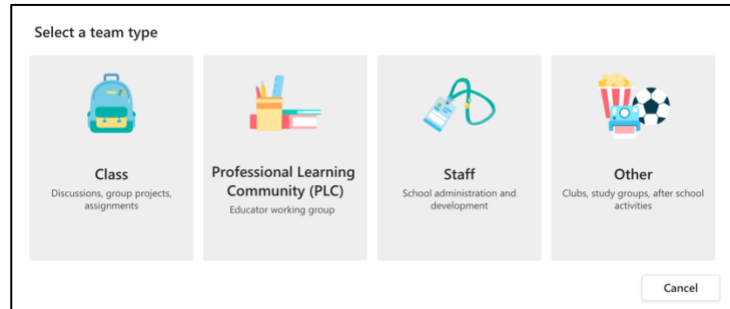 Select a team type
Class
Discussions, group projects,
assignments
Professional Learning
Community (PLC)
Educator working group
Staff
School administration and
development
Other
Clubs, study groups, after school
activities
Cancel